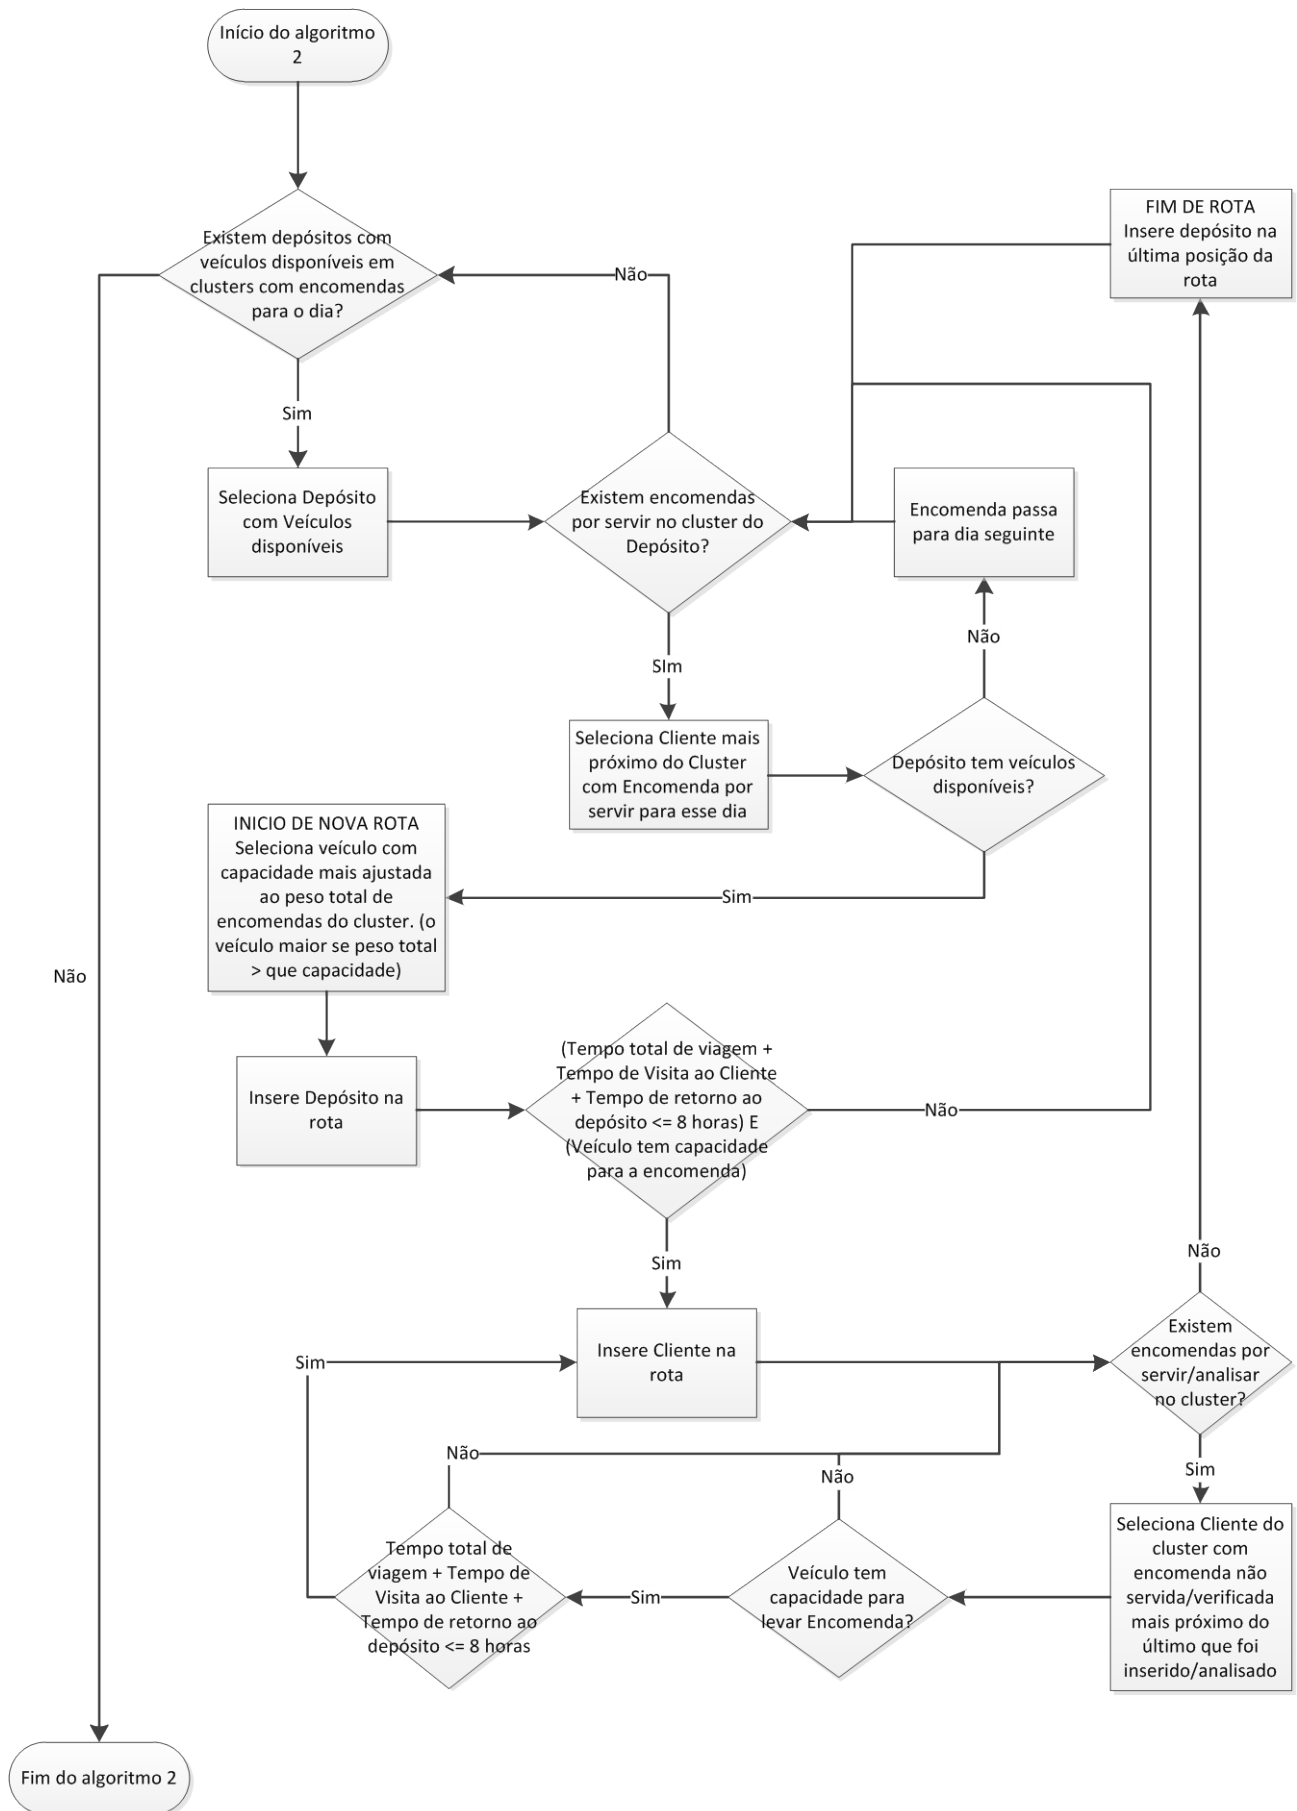 Início do algoritmo
2
Existem depósitos com
veículos disponíveis em
clusters com encomendas
para o dia?
Não
FIM DE ROTA
Insere depósito na
última posição da
rota
Sim
Seleciona Depósito
com Veículos
disponíveis
Existem encomendas
por servir no cluster do
Depósito?
Encomenda passa
para dia seguinte
Não
SIm
Seleciona Cliente mais
próximo do Cluster
com Encomenda por
servir para esse dia
Depósito tem veículos
disponíveis?
INICIO DE NOVA ROTA
Seleciona veículo com
capacidade mais ajustada
ao peso total de
encomendas do cluster. (o
veículo maior se peso total
> que capacidade)
Sim
Não
Insere Depósito na
rota
(Tempo total de viagem +
Tempo de Visita ao Cliente
+ Tempo de retorno ao
depósito <= 8 horas) E
(Veículo tem capacidade
para a encomenda)
Não
Sim
Não
Insere Cliente na
rota
Sim
Existem
encomendas por
servir/analisar
no cluster?
Não
Não
Sim
Tempo total de
viagem + Tempo de
Visita ao Cliente +
Tempo de retorno ao
depósito <= 8 horas
Sim
Veículo tem
capacidade para
levar Encomenda?
Seleciona Cliente do
cluster com
encomenda não
servida/verificada
mais próximo do
último que foi
inserido/analisado
Fim do algoritmo 2